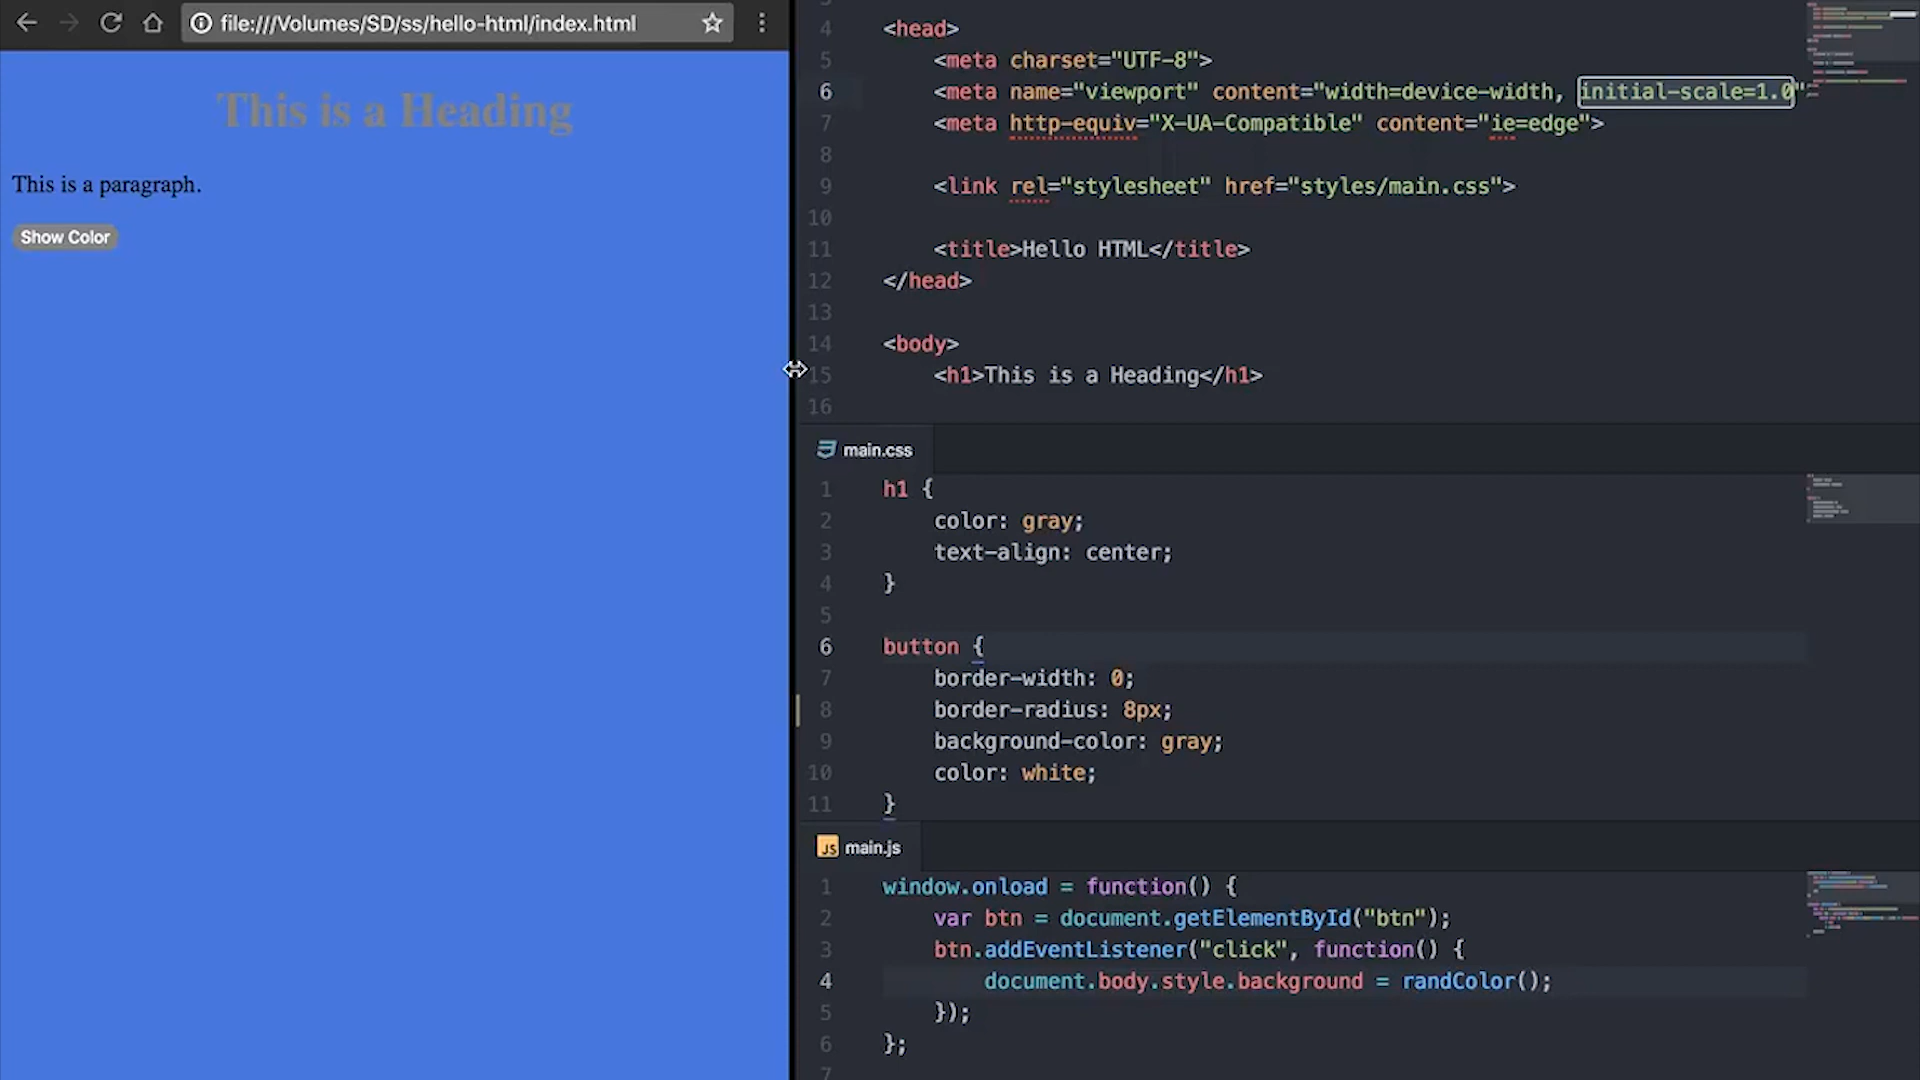 file:///Volumes/SD/ss/hello-html/index.html
This is a Heading
This is a paragraph.
Show Color
4 <head>
5 <meta charset="UTF-8">
6 <meta name="viewport" content="width=device-width, initial-scale=1.0"
7 <meta http-equiv="X-UA-Compatible" content="ie=edge">
8
9 <link rel="stylesheet" href="styles/main.css">
10
11 <title>Hello HTML</title>
12 </head>
13
14 <body>
15 <h1>This is a Heading</h1>
16
main.css
1 h1 {
2 color: gray;
3 text-align: center;
4 }
5
6 button {
7 border-width: 0;
8 border-radius: 8px;
9 background-color: gray;
10 color: white;
11 }
JS main.js
1 window.onload = function() {
2 var btn = document.getElementById("btn");
3 btn.addEventListener("click", function() {
4 document.body.style.background = randColor();
5 });
6 };
7